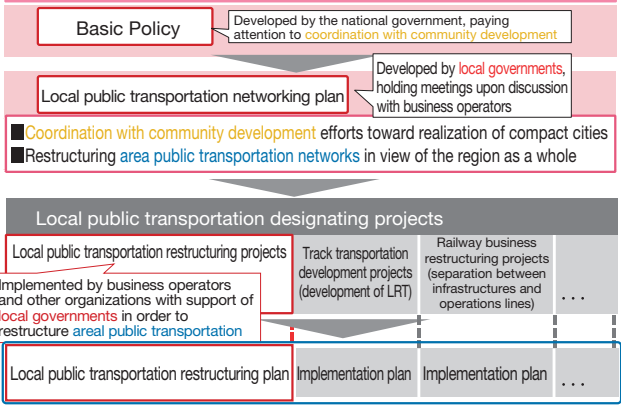 Basic Policy
Developed by the national government, paying
attention to coordination with community development
Local public transportation networking plan
Developed by local governments,
holding meetings upon discussion
with business operators
■Coordination with community development efforts toward realization of compact cities
■Restructuring area public transportation networks in view of the region as a whole
Local public transportation designating projects
Local public transportation restructuring projects
Track transportation
development projects
(development of LRT)
Railway business
restructuring projects
(separation between
infrastructures and
operations lines)
...
Implemented by business operators
and other organizations with support of
local governments in order to
restructure areal public transportation
Local public transportation restructuring plan
Implementation plan
Implementation plan
...